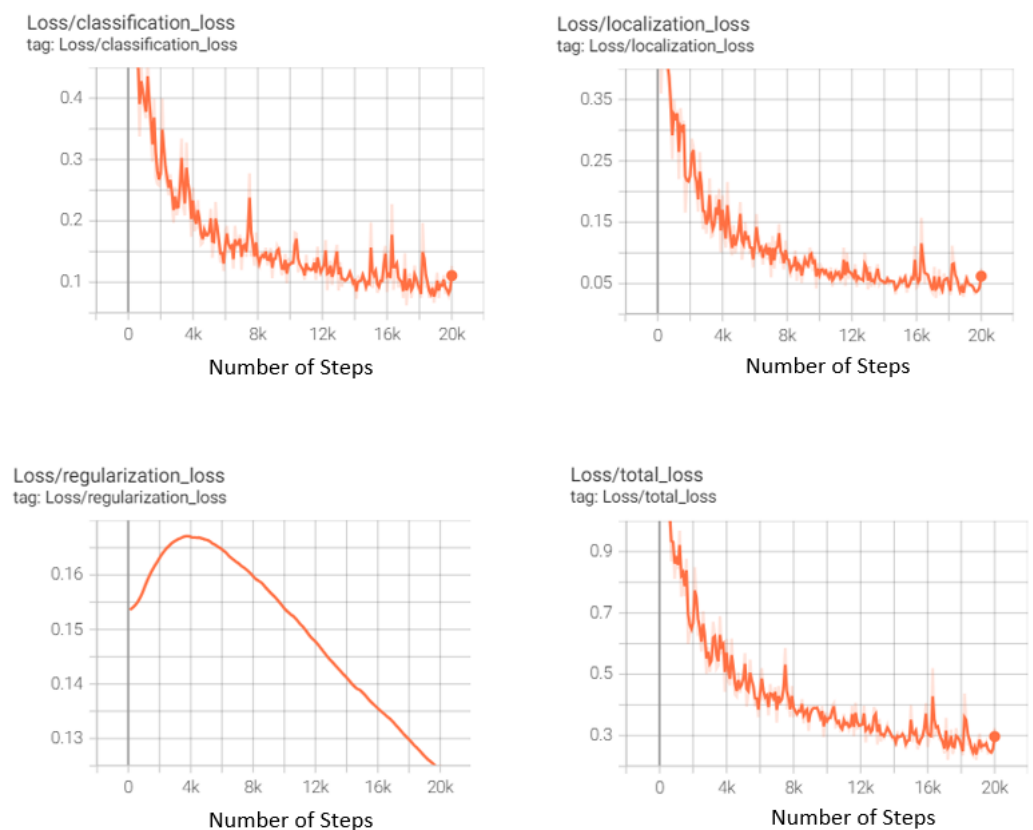 Loss/classification_loss
tag: Loss/classification_loss
0.4
0.3
0.2
0.1
0 4k 8k 12k 16k 20k
Number of Steps
Loss/localization_loss
tag: Loss/localization_loss
0.35
0.25
0.15
0.05
0 4k 8k 12k 16k 20k
Number of Steps
Loss/regularization_loss
tag: Loss/regularization_loss
0.16
0.15
0.14
0.13
0 4k 8k 12k 16k 20k
Number of Steps
Loss/total_loss
tag: Loss/total_loss
0.9
0.7
0.5
0.3
0 4k 8k 12k 16k 20k
Number of Steps